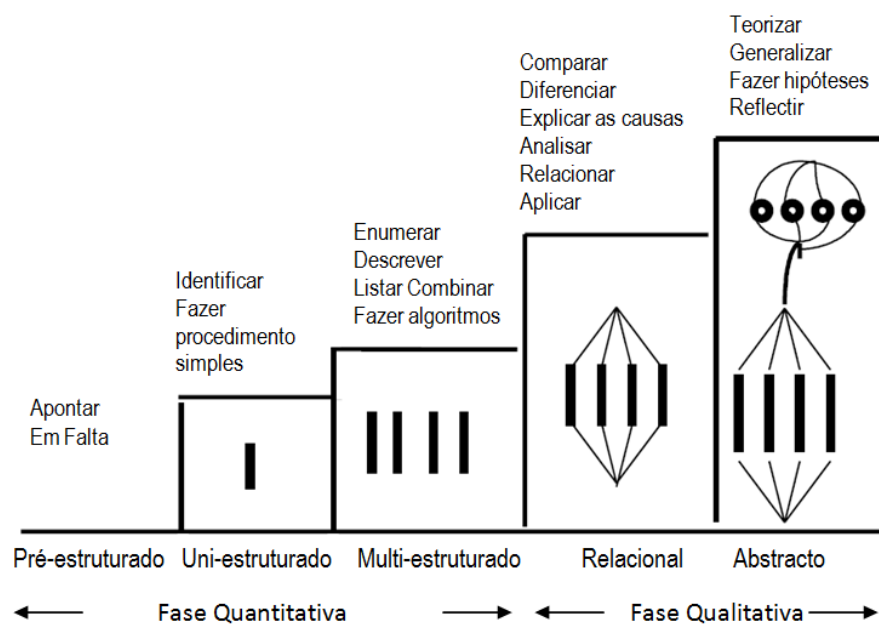 Apontar
Em Falta
Identificar
Fazer
procedimento
simples
Enumerar
Descrever
Listar Combinar
Fazer algoritmos
Comparar
Diferenciar
Explicar as causas
Analisar
Relacionar
Aplicar
Teorizar
Generalizar
Fazer hipóteses
Reflectir
Pré-estruturado
Uni-estruturado
Multi-estruturado
Relacional
Abstracto
Fase Quantitativa
Fase Qualitativa